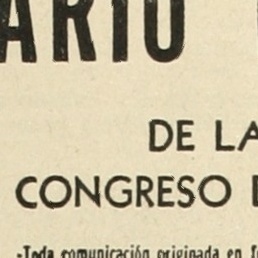 ARIO
DE LA
CONGRESO
-Toda comunicación originada en